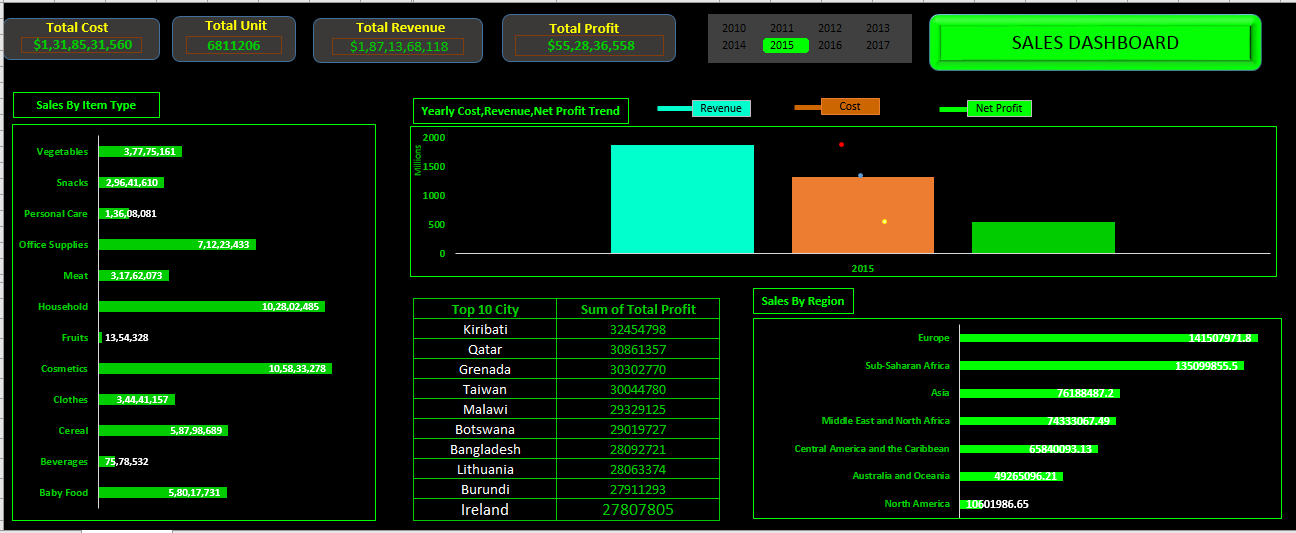 Total Cost
$1,31,85,31,560
Total Unit
6811206
Total Revenue
$1,87,13,68,118
Total Profit
$55,28,36,558
2010 2011 2012 2013
2014 2015 2016 2017
SALES DASHBOARD
Sales By Item Type
Vegetables 3,77,75,161
Snacks 2,96,41,610
Personal Care 1,36,08,081
Office Supplies 7,12,23,433
Meat 3,17,62,073
Household 10,28,02,485
Fruits 13,54,328
Cosmetics 10,58,33,278
Clothes 3,44,41,157
Cereal 5,87,98,689
Beverages 75,78,532
Baby Food 5,80,17,731
Yearly Cost,Revenue,Net Profit Trend
Revenue
Cost
Net Profit
Millions
2000
1500
1000
500
0
2015
Top 10 City Sum of Total Profit
Kiribati 32454798
Qatar 30861357
Grenada 30302770
Taiwan 30044780
Malawi 29329125
Botswana 29019727
Bangladesh 28092721
Lithuania 28063374
Burundi 27911293
Ireland 27807805
Sales By Region
Europe 141507971.8
Sub-Saharan Africa 135099855.5
Asia 76188487.2
Middle East and North Africa 74333067.49
Central America and the Caribbean 65840093.13
Australia and Oceania 49265096.21
North America 10601986.65